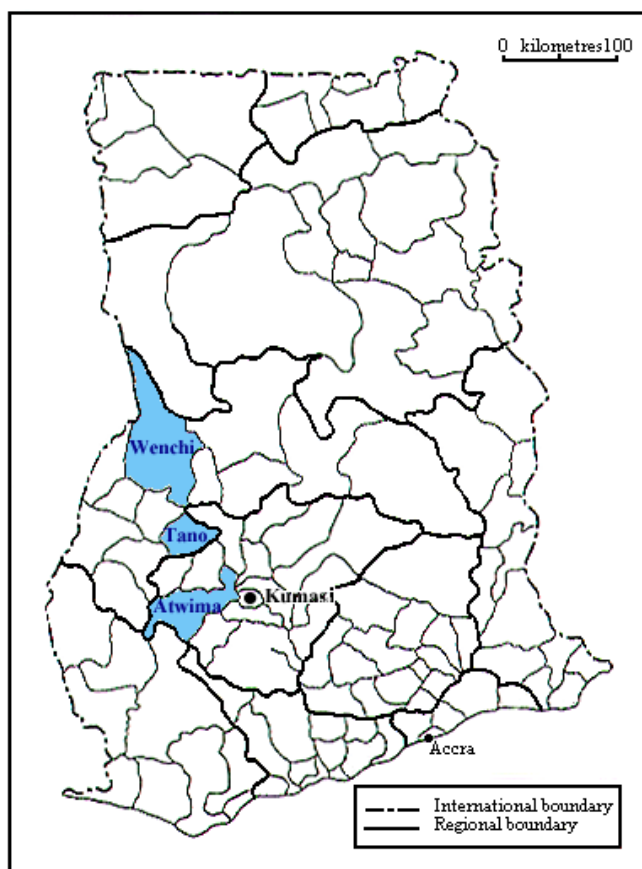 0 kilometres100
Wenchi
Tano
Atwima
Kumasi
Accra
International boundary
Regional boundary